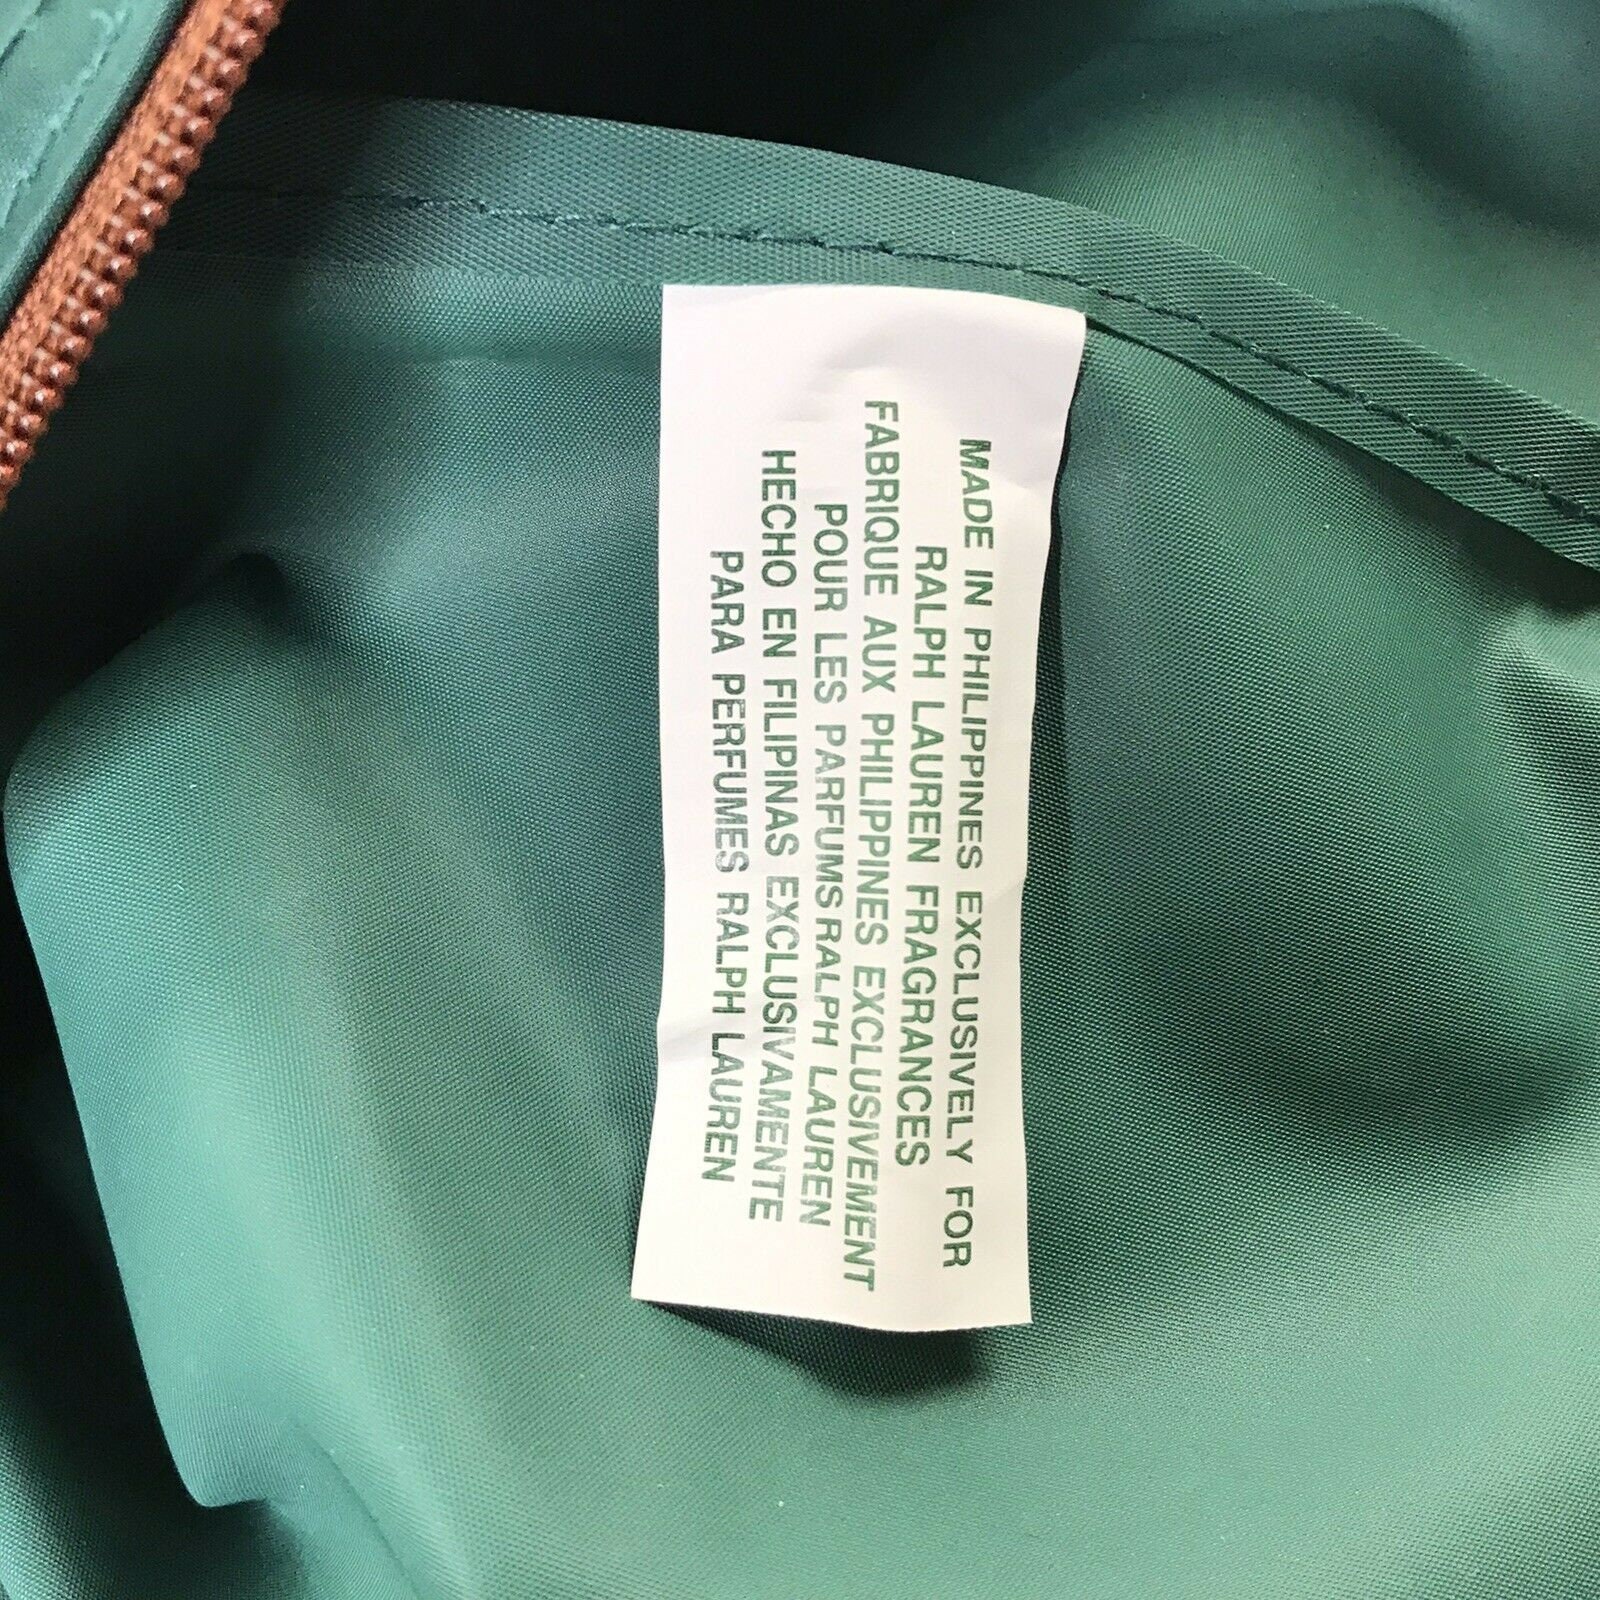 MADE IN PHILIPPINES EXCLUSIVELY FOR
RALPH LAUREN FRAGRANCES
FABRIQUE AUX PHILIPPINES EXCLUSIVEMENT
POUR LES PARFUMS RALPH LAUREN
HECHO EN FILIPINAS EXCLUSIVAMENTE
PARA PERFUMES RALPH LAUREN